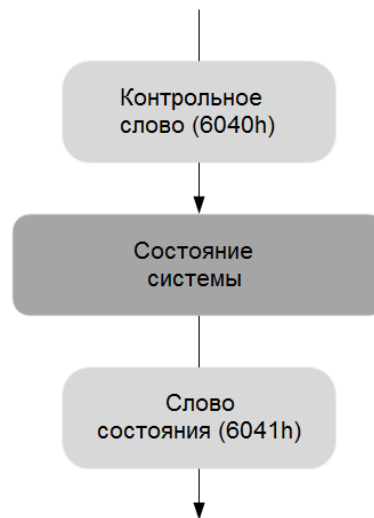 Контрольное
слово (6040h)
Состояние
системы
Слово
состояния (6041h)